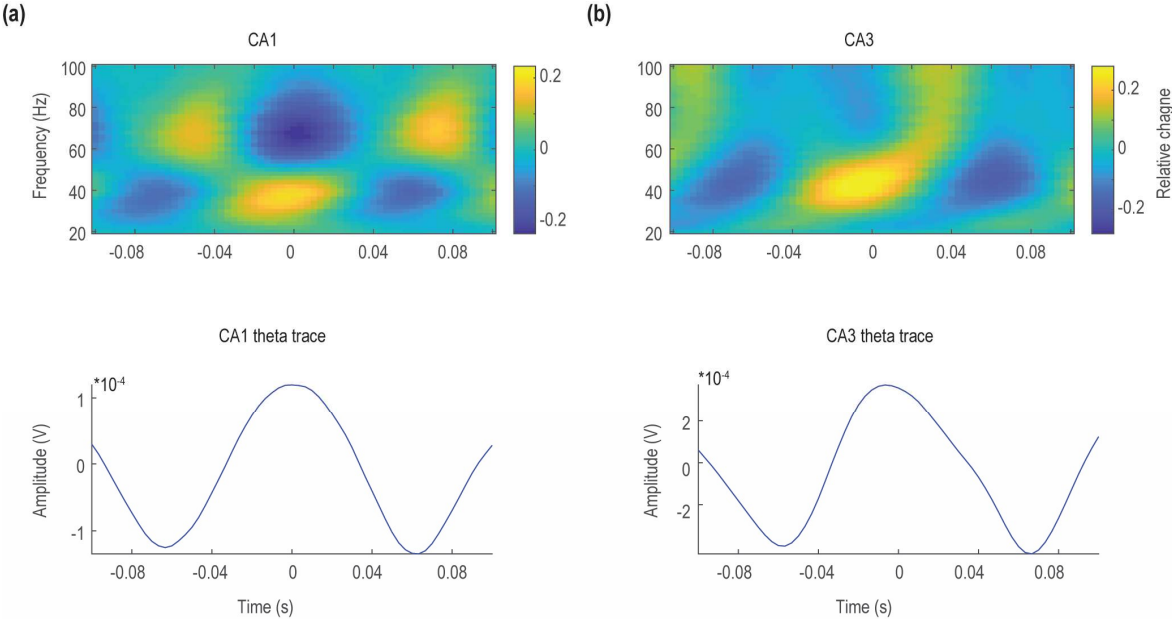 (a)
CA1
100
80
60
40
20
Frequency (Hz)
-0.08 -0.04 0 0.04 0.08
0.2
0
-0.2
(b)
CA3
100
80
60
40
20
-0.08 -0.04 0 0.04 0.08
0.2
0
-0.2
Relative chagne
CA1 theta trace
*10-4
1
0
-1
Amplitude (V)
-0.08 -0.04 0 0.04 0.08
Time (s)
CA3 theta trace
*10-4
2
0
-2
Amplitude (V)
-0.08 -0.04 0 0.04 0.08
Time (s)